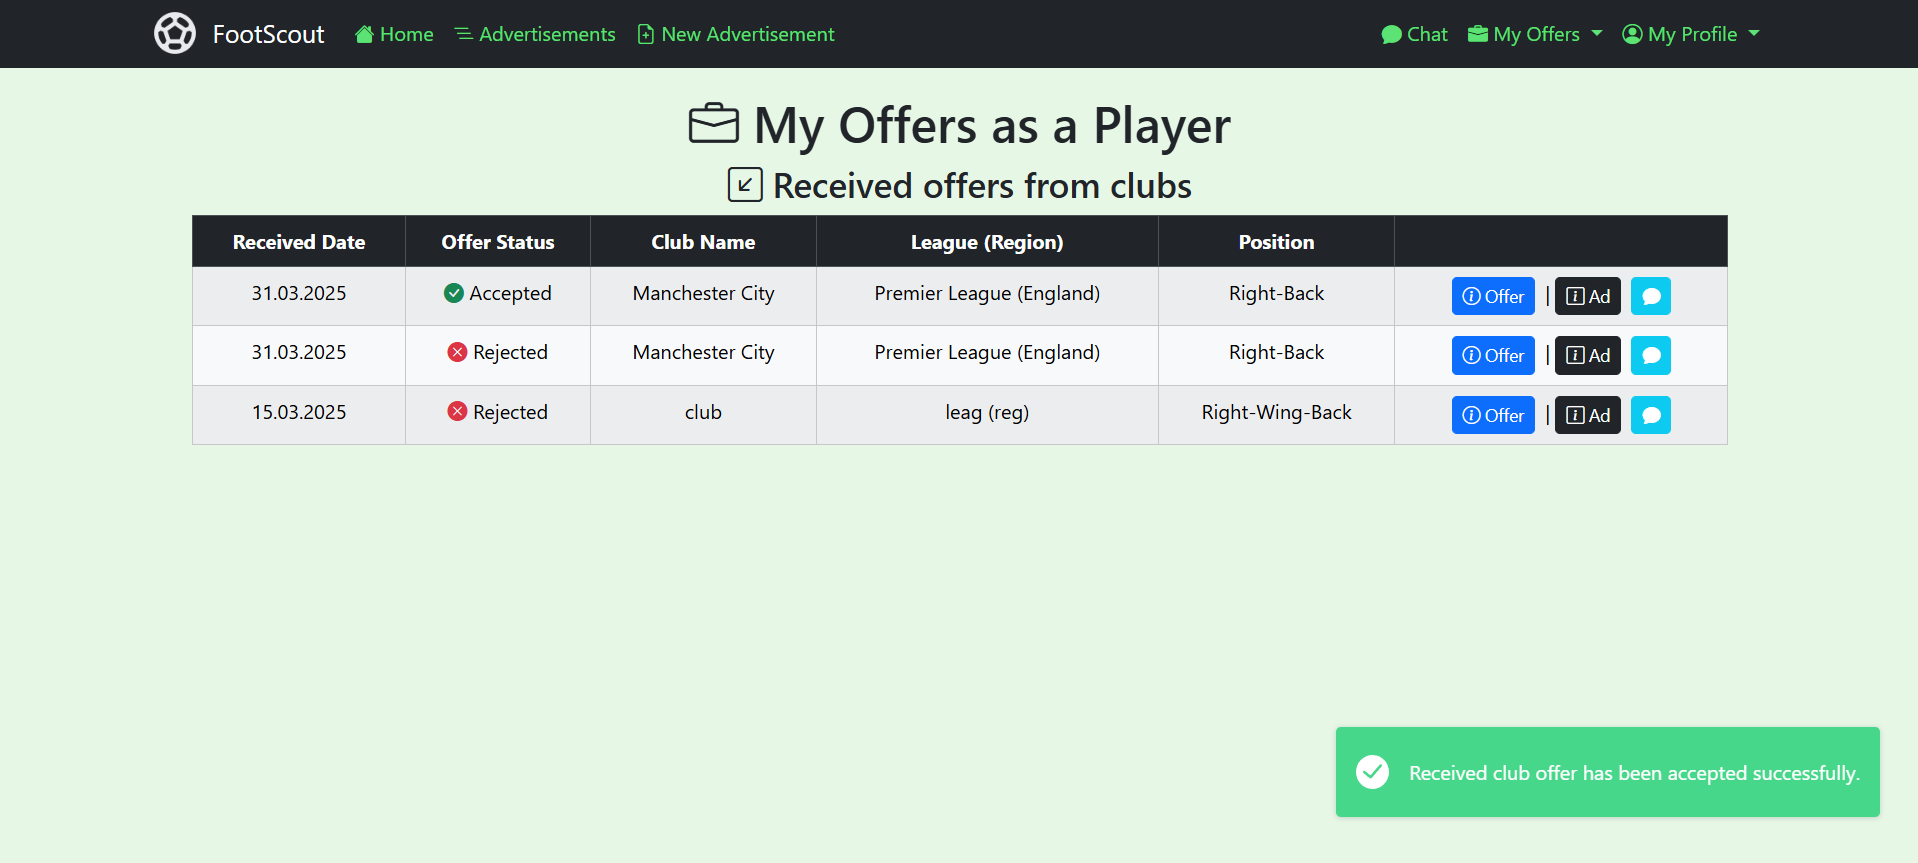 FootScout Home Advertisements New Advertisement Chat My Offers My Profile
My Offers as a Player
Received offers from clubs
Received Date Offer Status Club Name League (Region) Position
31.03.2025 Accepted Manchester City Premier League (England) Right-Back Offer | Ad
31.03.2025 Rejected Manchester City Premier League (England) Right-Back Offer | Ad
15.03.2025 Rejected club leag (reg) Right-Wing-Back Offer | Ad
Received club offer has been accepted successfully.